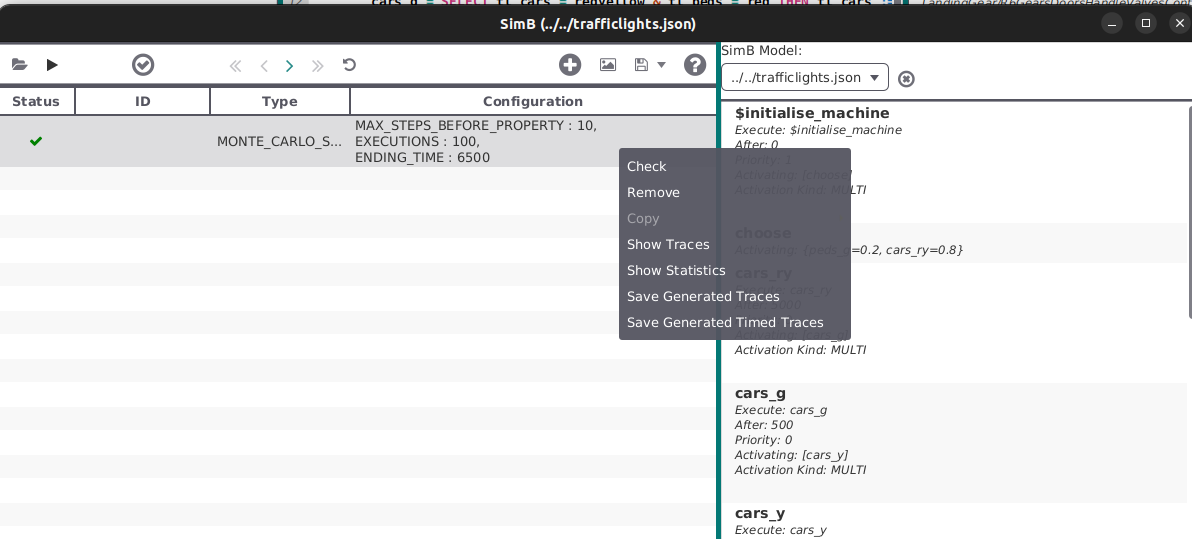 SimB (../../trafficlights.json)
SimB Model:
../../trafficlights.json
Status ID Type Configuration
MONTE_CARLO_S...
MAX_STEPS_BEFORE_PROPERTY : 10,
EXECUTIONS : 100,
ENDING_TIME : 6500
Check
Remove
Copy
Show Traces
Show Statistics
Save Generated Traces
Save Generated Timed Traces
$initialise_machine
Execute: $initialise_machine
After: 0
Priority: 1
Activating: [choose]
Activation Kind: MULTI
choose
Activating: {peds_g=0.2, cars_ry=0.8}
cars_ry
Execute: cars_ry
Activating: [cars_g]
Activation Kind: MULTI
cars_g
Execute: cars_g
After: 500
Priority: 0
Activating: [cars_y]
Activation Kind: MULTI
cars_y
Execute: cars_y